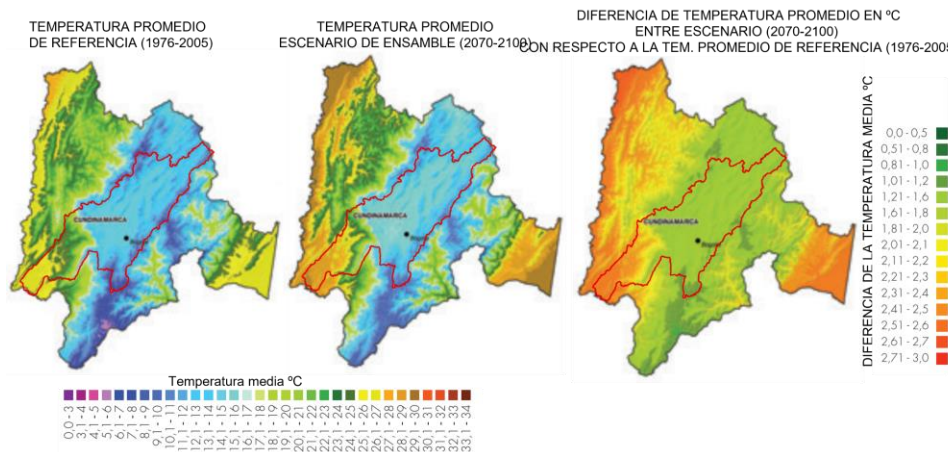 TEMPERATURA PROMEDIO
DE REFERENCIA (1976-2005)
TEMPERATURA PROMEDIO
ESCENARIO DE ENSAMBLE (2070-2100)
DIFERENCIA DE TEMPERATURA PROMEDIO EN ºC
ENTRE ESCENARIO (2070-2100)
CON RESPECTO A LA TEM. PROMEDIO DE REFERENCIA (1976-2005
CUNDINAMARCA
CUNDINAMARCA
CUNDINAMARCA
DIFERENCIA DE LA TEMPERATURA MEDIA ºC
0,0 - 0,5
0,51 - 0,8
0,81 - 1,0
1,01 - 1,2
1,21 - 1,6
1,61 - 1,8
1,81 - 2,0
2,01 - 2,1
2,11 - 2,2
2,21 - 2,3
2,31 - 2,4
2,41 - 2,5
2,51 - 2,6
2,61 - 2,7
2,71 - 3,0
Temperatura media ºC
0,0 - 3
3,1 - 4
4,1 - 5
5,1 - 6
6,1 - 7
7,1 - 8
8,1 - 9
9,1 - 10
10,1 - 11
11,1 - 12
12,1 - 13
13,1 - 14
14,1 - 15
15,1 - 16
16,1 - 17
17,1 - 18
18,1 - 19
19,1 - 20
20,1 - 21
21,1 - 22
22,1 - 23
23,1 - 24
24,1 - 25
25,1 - 26
26,1 - 27
27,1 - 28
28,1 - 29
29,1 - 30
30,1 - 31
31,1 - 32
32,1 - 33
33,1 - 34